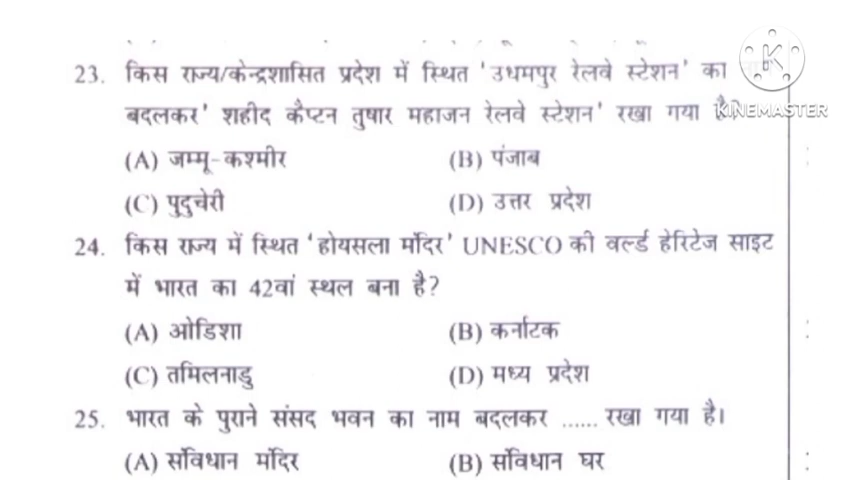 23. किस राज्य/केन्द्रशासित प्रदेश में स्थित 'उधमपुर रेलवे स्टेशन' का नाम
बदलकर' शहीद कैप्टन तुषार महाजन रेलवे स्टेशन' रखा गया है?
KINEMASTER
(A) जम्मू-कश्मीर (B) पंजाब
(C) पुदुचेरी (D) उत्तर प्रदेश
24. किस राज्य में स्थित 'होयसला मंदिर' UNESCO की वर्ल्ड हेरिटेज साइट
में भारत का 42वां स्थल बना है?
(A) ओडिशा (B) कर्नाटक
(C) तमिलनाडु (D) मध्य प्रदेश
25. भारत के पुराने संसद भवन का नाम बदलकर ...... रखा गया है।
(A) संविधान मंदिर (B) संविधान घर